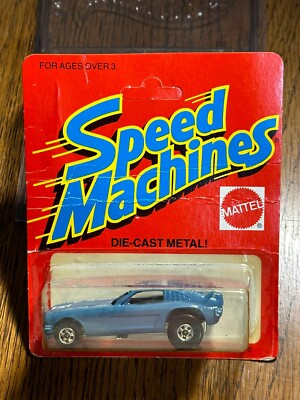 FOR AGES OVER 3
Speed
Machines
MATTEL
®
DIE-CAST METAL!